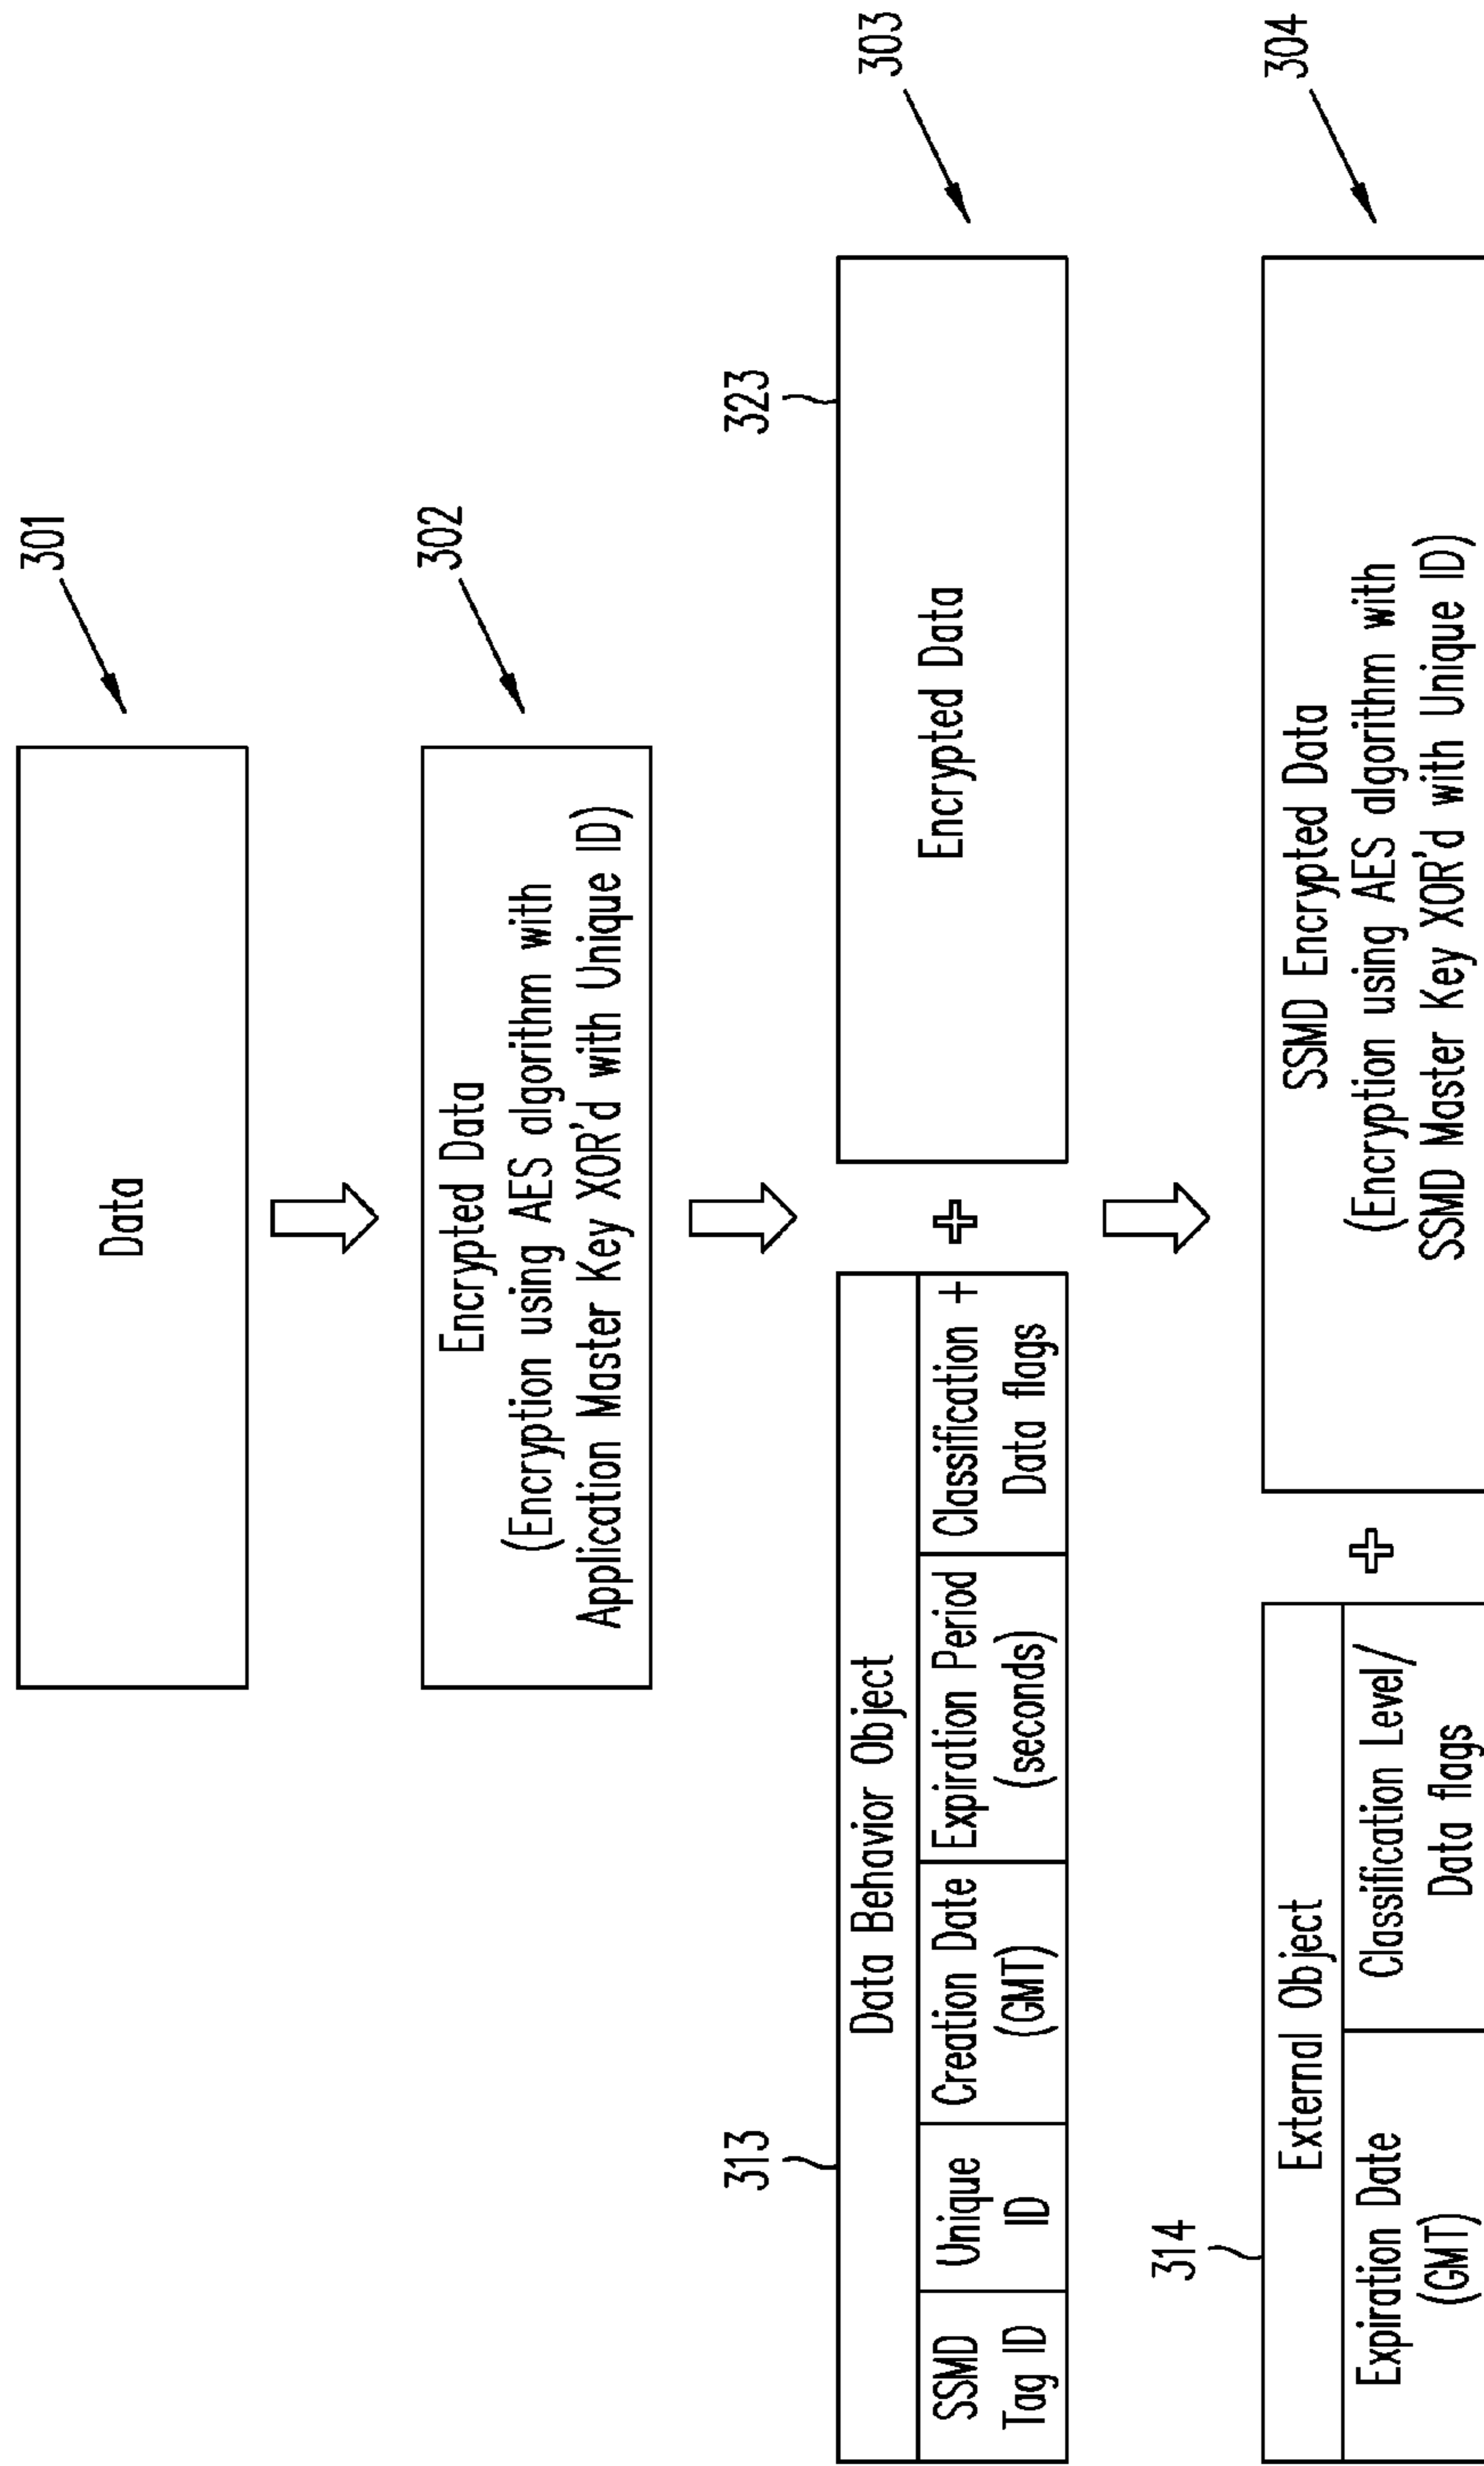 301
Data
302
Encrypted Data
(Encryption using AES algorithm with
Application Master Key XOR'd with Unique ID)
303
313
323
Data Behavior Object
SSMD
Tag ID
Unique
ID
Creation Date
(GMT)
Expiration Period
(seconds)
Classification +
Data flags
+
Encrypted Data
304
314
External Object
Expiration Date
(GMT)
Classification Level/
Data flags
+
SSMD Encrypted Data
(Encryption using AES algorithm with
SSMD Master Key XOR'd with Unique ID)